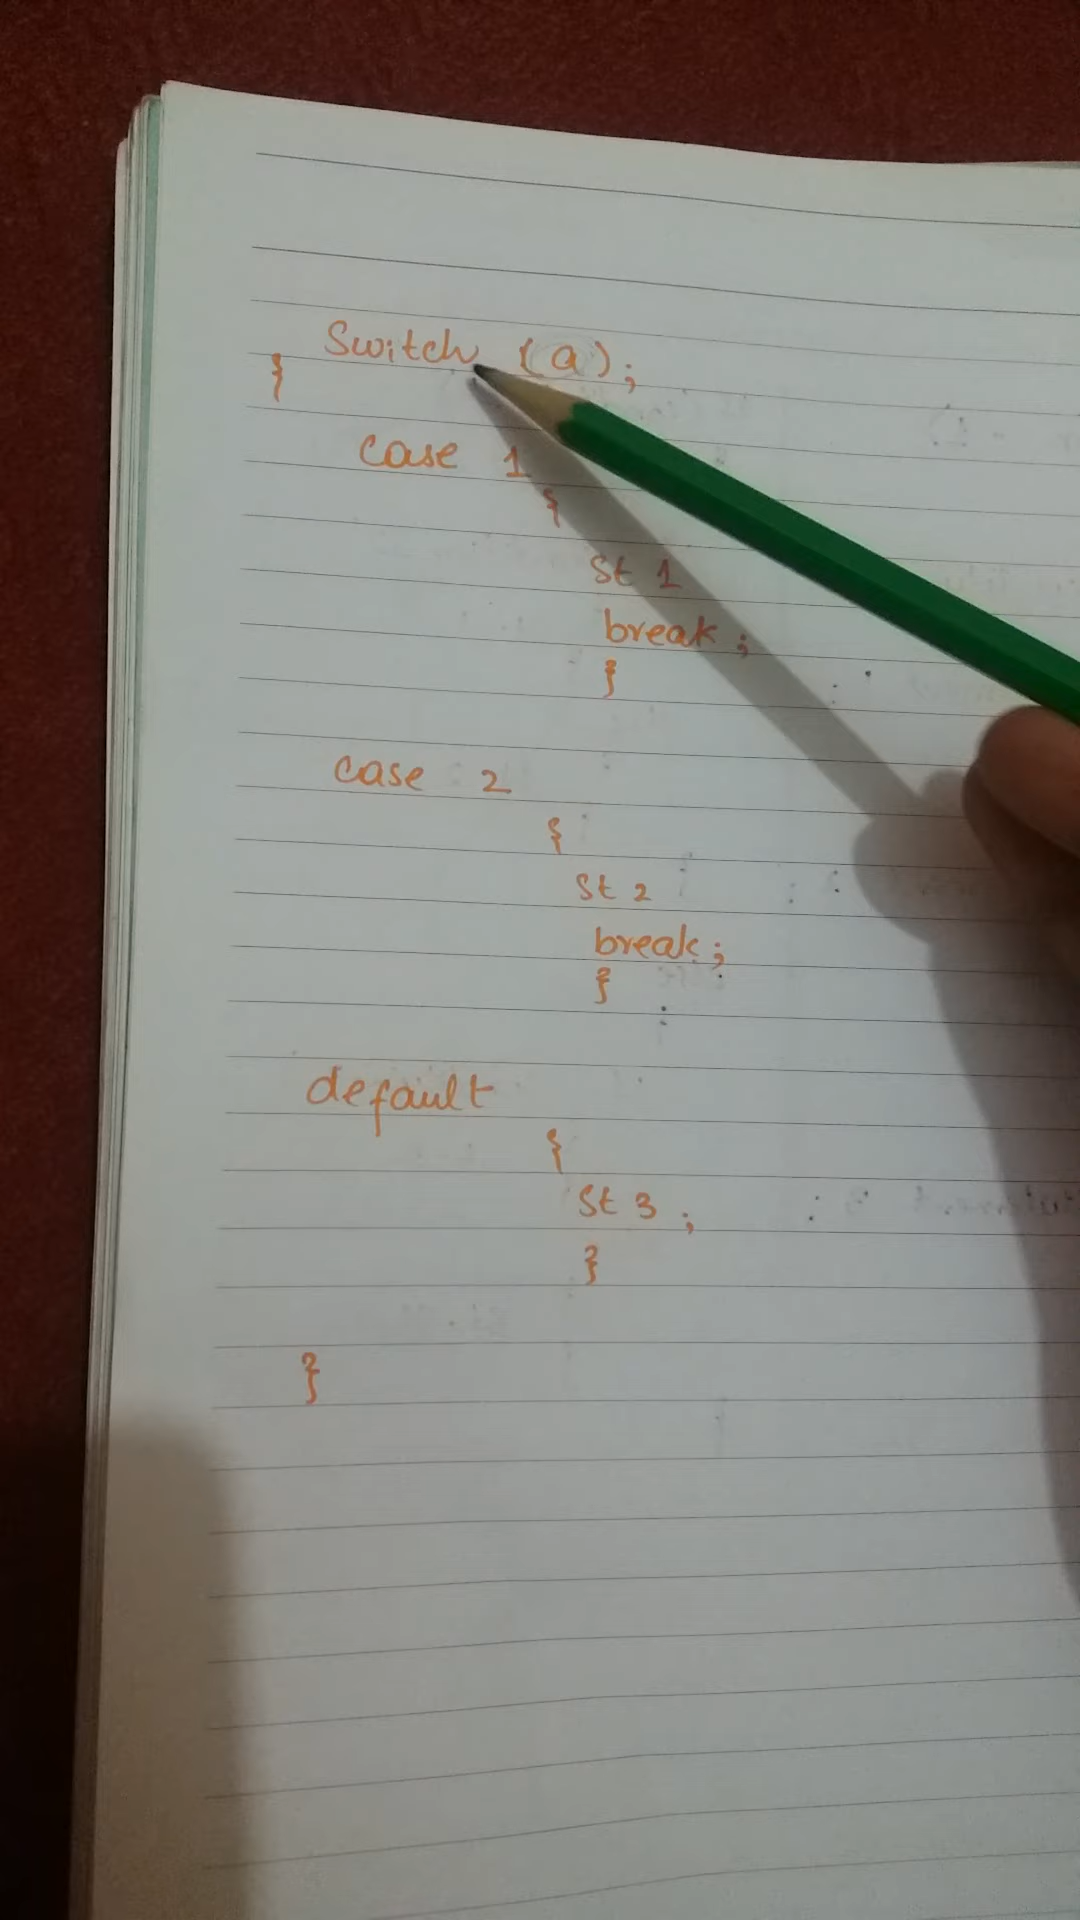 Switch (a);
}
case 1
{
St 1
break ;
}
case 2
{
St 2
break;
}
default
{
St 3 ;
}
}